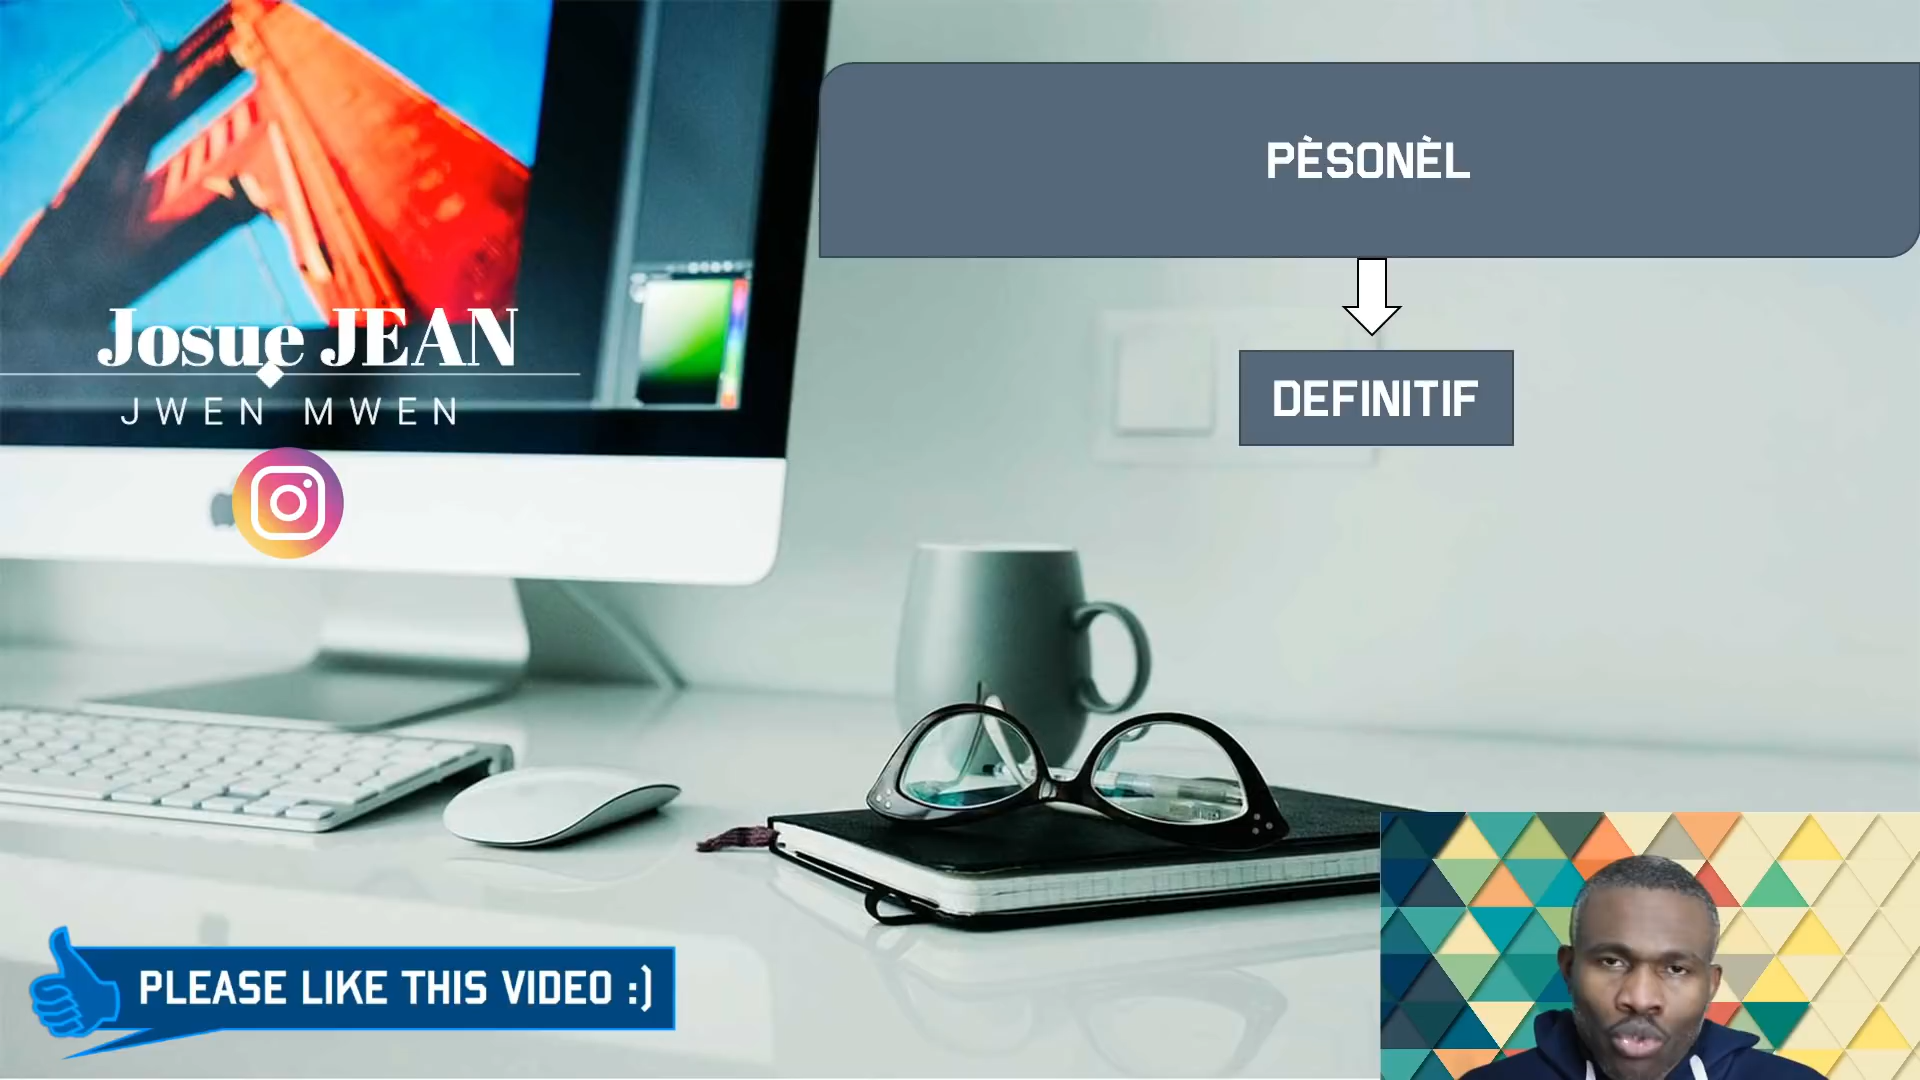 PÈSONÈL
DEFINITIF
Josue JEAN
JWEN MWEN
PLEASE LIKE THIS VIDEO :)